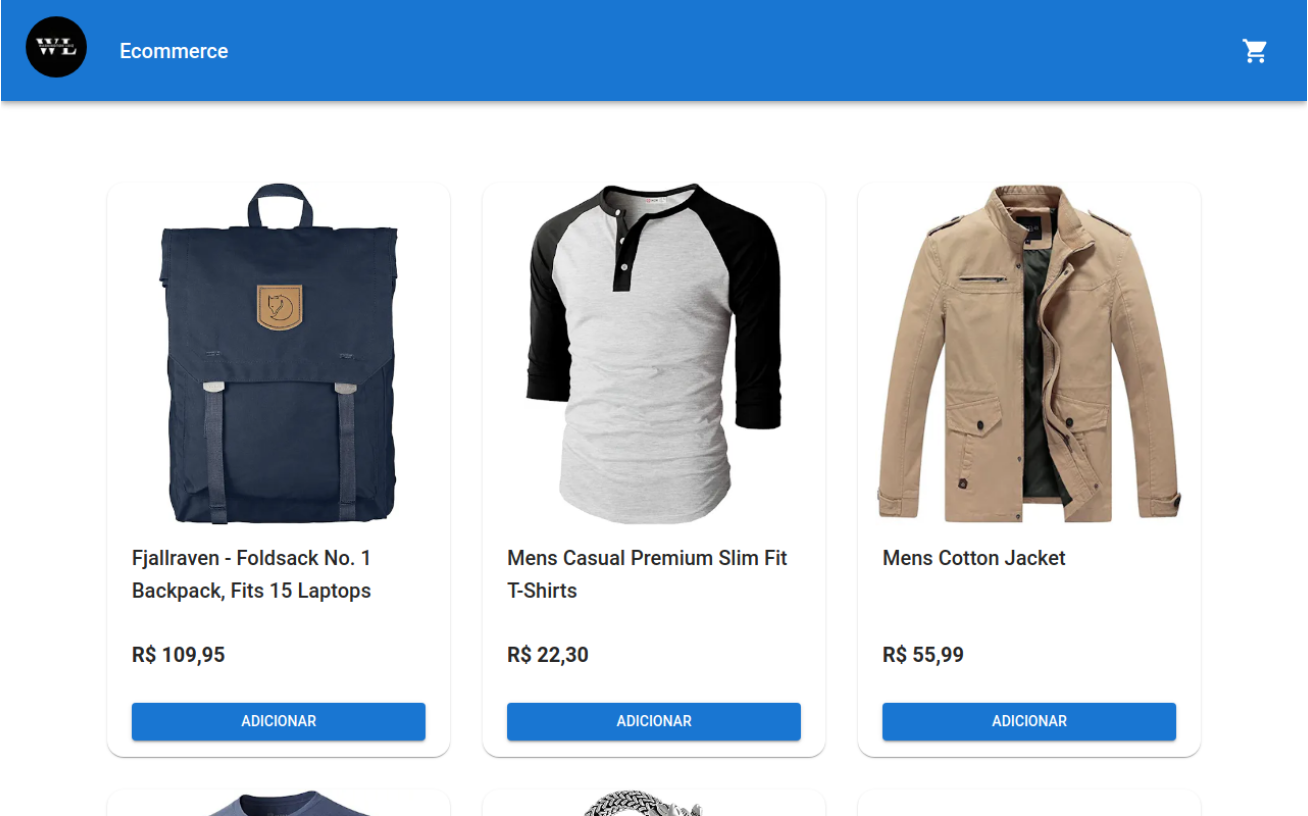 WL
Ecommerce
Fjallraven - Foldsack No. 1
Backpack, Fits 15 Laptops
R$ 109,95
ADICIONAR
Mens Casual Premium Slim Fit
T-Shirts
R$ 22,30
ADICIONAR
Mens Cotton Jacket
R$ 55,99
ADICIONAR